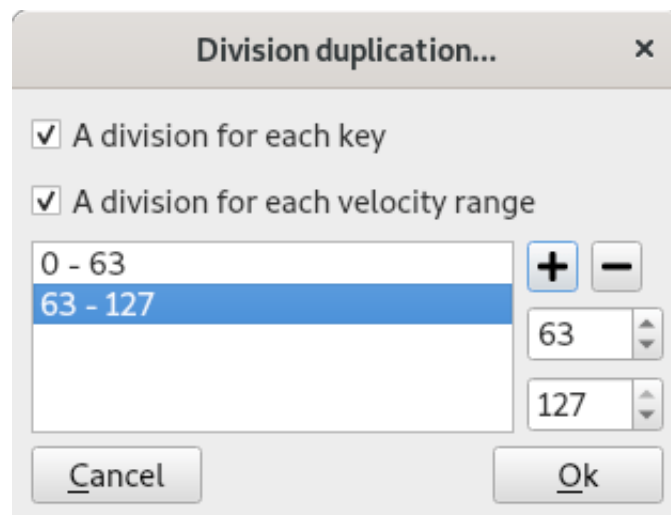 Division duplication...
A division for each key
A division for each velocity range
0 - 63
63 - 127
63
127
Cancel
Ok